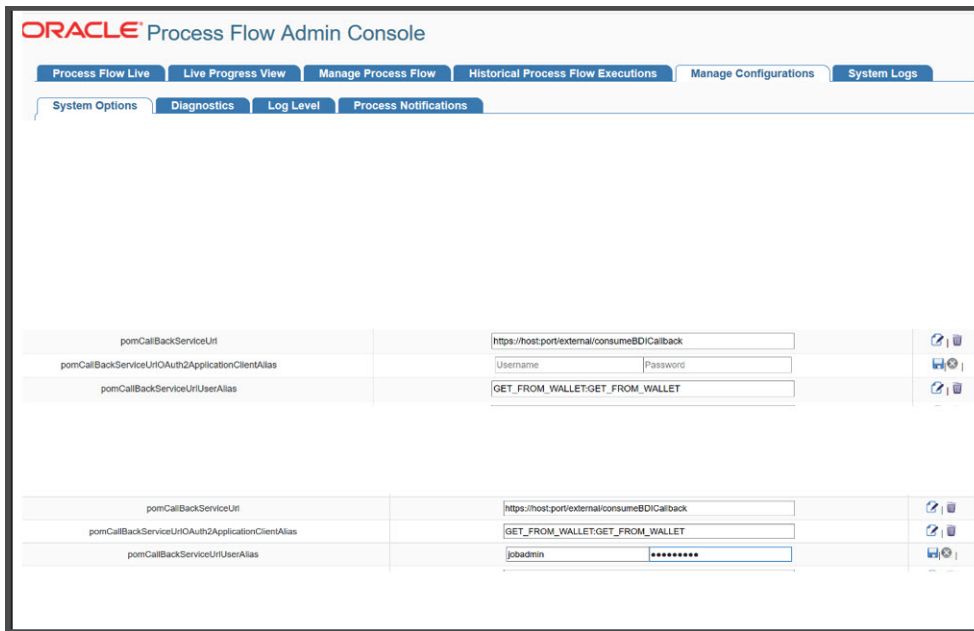 ORACLE Process Flow Admin Console
Process Flow Live Live Progress View Manage Process Flow Historical Process Flow Executions Manage Configurations System Logs
System Options Diagnostics Log Level Process Notifications
pomCallBackServiceUrl https://host:port/external/consumeBDICallback
pomCallBackServiceUrlOAuth2ApplicationClientAlias Username Password
pomCallBackServiceUrlUserAlias GET_FROM_WALLET:GET_FROM_WALLET
pomCallBackServiceUrl https://host:port/external/consumeBDICallback
pomCallBackServiceUrlOAuth2ApplicationClientAlias GET_FROM_WALLET:GET_FROM_WALLET
pomCallBackServiceUrlUserAlias jobadmin •••••••••